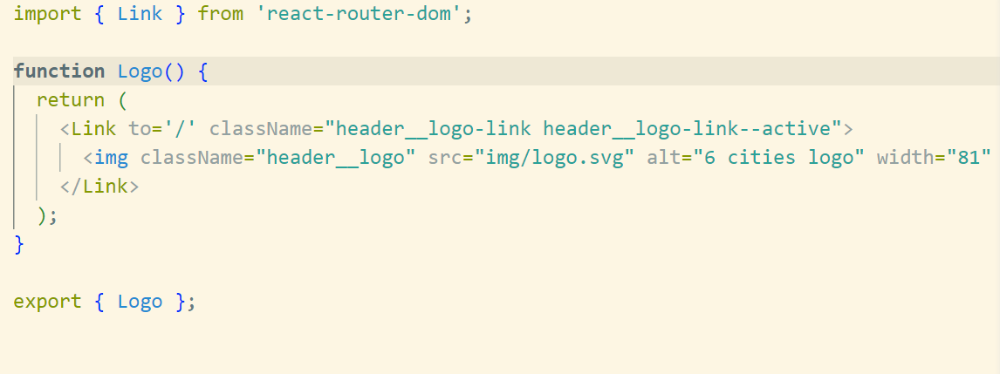 import { Link } from 'react-router-dom';
function Logo() {
return (
<Link to='/' className="header__logo-link header__logo-link--active">
<img className="header__logo" src="img/logo.svg" alt="6 cities logo" width="81"
</Link>
);
}
export { Logo };